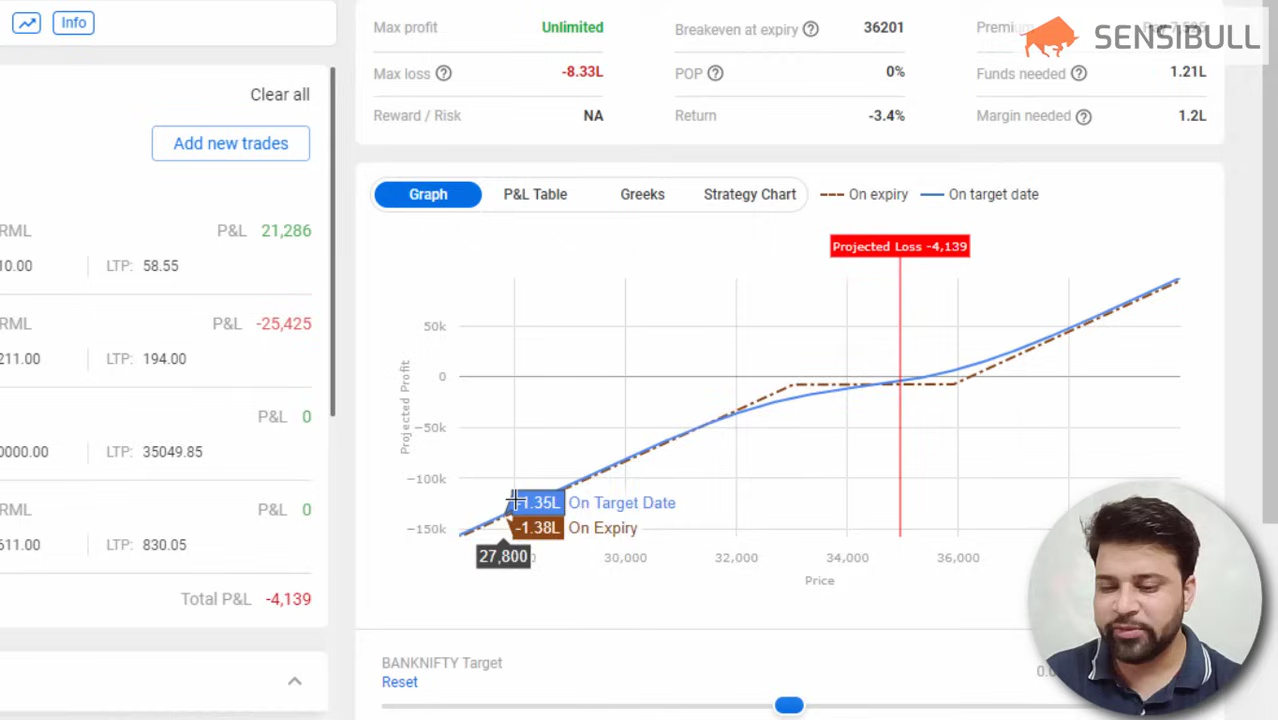 Info
Clear all
Add new trades
RML P&L 21,286
10.00 LTP: 58.55
RML P&L -25,425
211.00 LTP: 194.00
P&L 0
0000.00 LTP: 35049.85
RML P&L 0
611.00 LTP: 830.05
Total P&L -4,139
Max profit Unlimited
Max loss -8.33L
Reward / Risk NA
Breakeven at expiry 36201
POP 0%
Return -3.4%
SENSIBULL
Funds needed 1.21L
Margin needed 1.2L
Graph P&L Table Greeks Strategy Chart On expiry On target date
Projected Loss -4,139
Projected Profit
50k
0
−50k
−100k
−150k
-1.35L On Target Date
-1.38L On Expiry
27,800
30,000 32,000 34,000 36,000
Price
BANKNIFTY Target
Reset